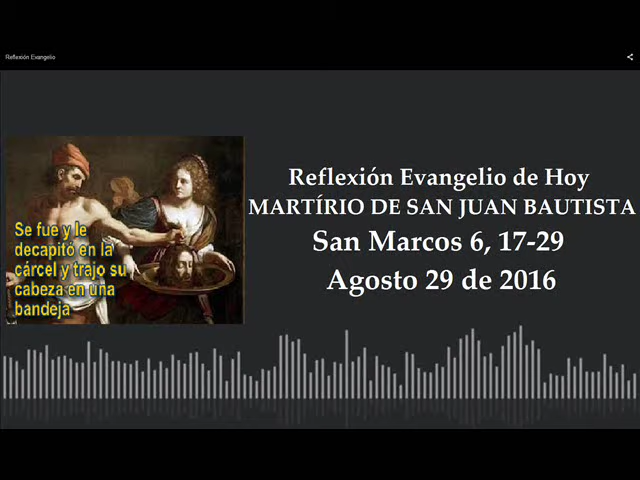 Reflexión Evangelio
Reflexión Evangelio de Hoy
MARTÍRIO DE SAN JUAN BAUTISTA
San Marcos 6, 17-29
Agosto 29 de 2016
Se fue y le
decapitó en la
cárcel y trajo su
cabeza en una
bandeja